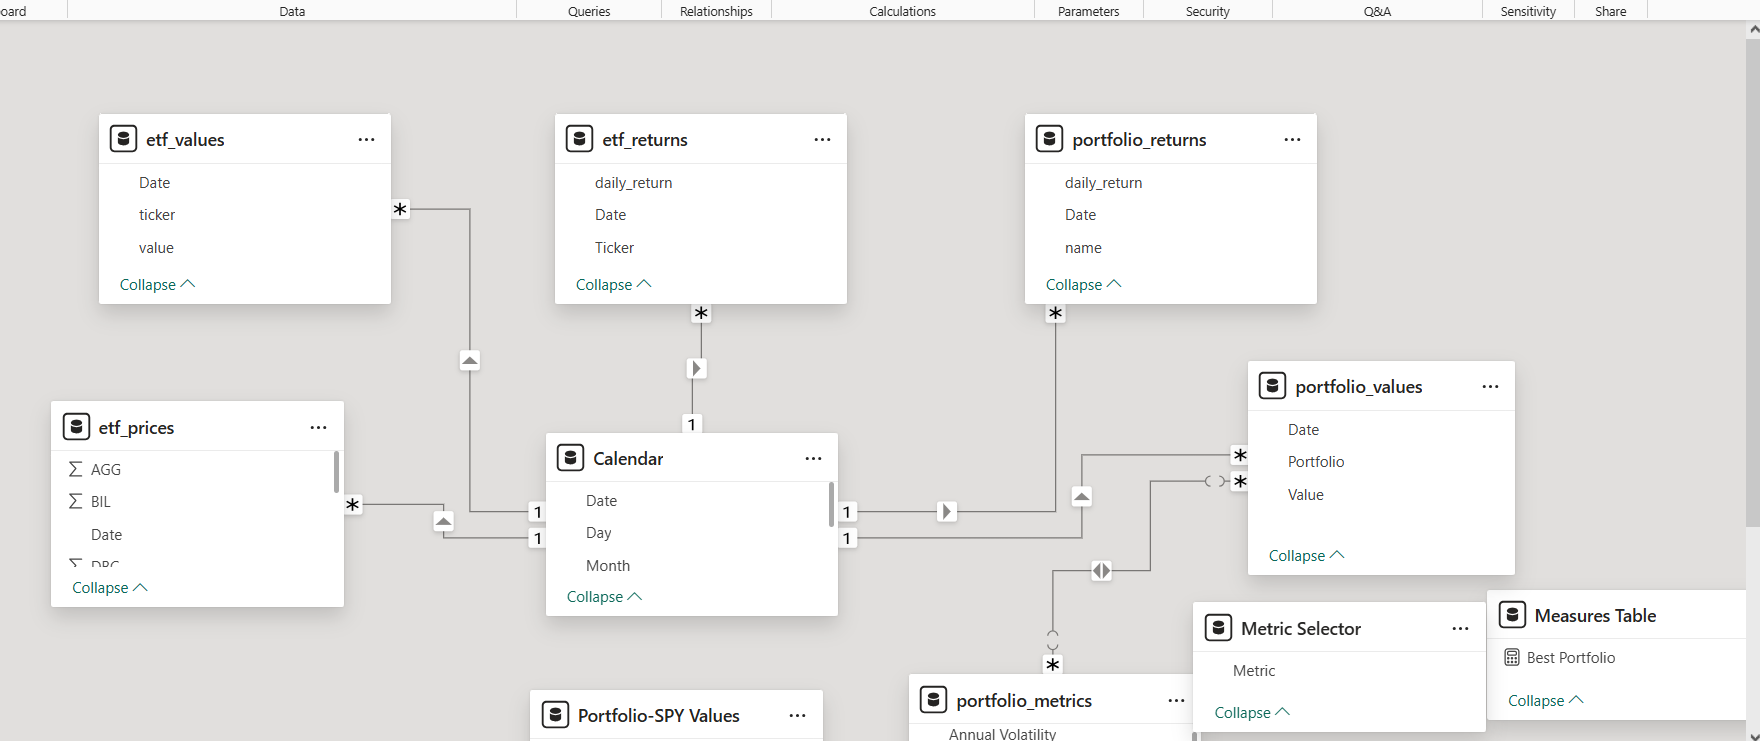 oard
Data
Queries
Relationships
Calculations
Parameters
Security
Q&A
Sensitivity
Share
etf_values
Date
ticker
value
Collapse
etf_returns
daily_return
Date
Ticker
Collapse
portfolio_returns
daily_return
Date
name
Collapse
etf_prices
AGG
BIL
Date
DBC
Collapse
Calendar
Date
Day
Month
Collapse
portfolio_values
Date
Portfolio
Value
Collapse
Metric Selector
Metric
Collapse
Measures Table
Best Portfolio
Collapse
Portfolio-SPY Values
portfolio_metrics
Annual Volatility
*
*
*
*
*
*
*
1
1
1
1
1